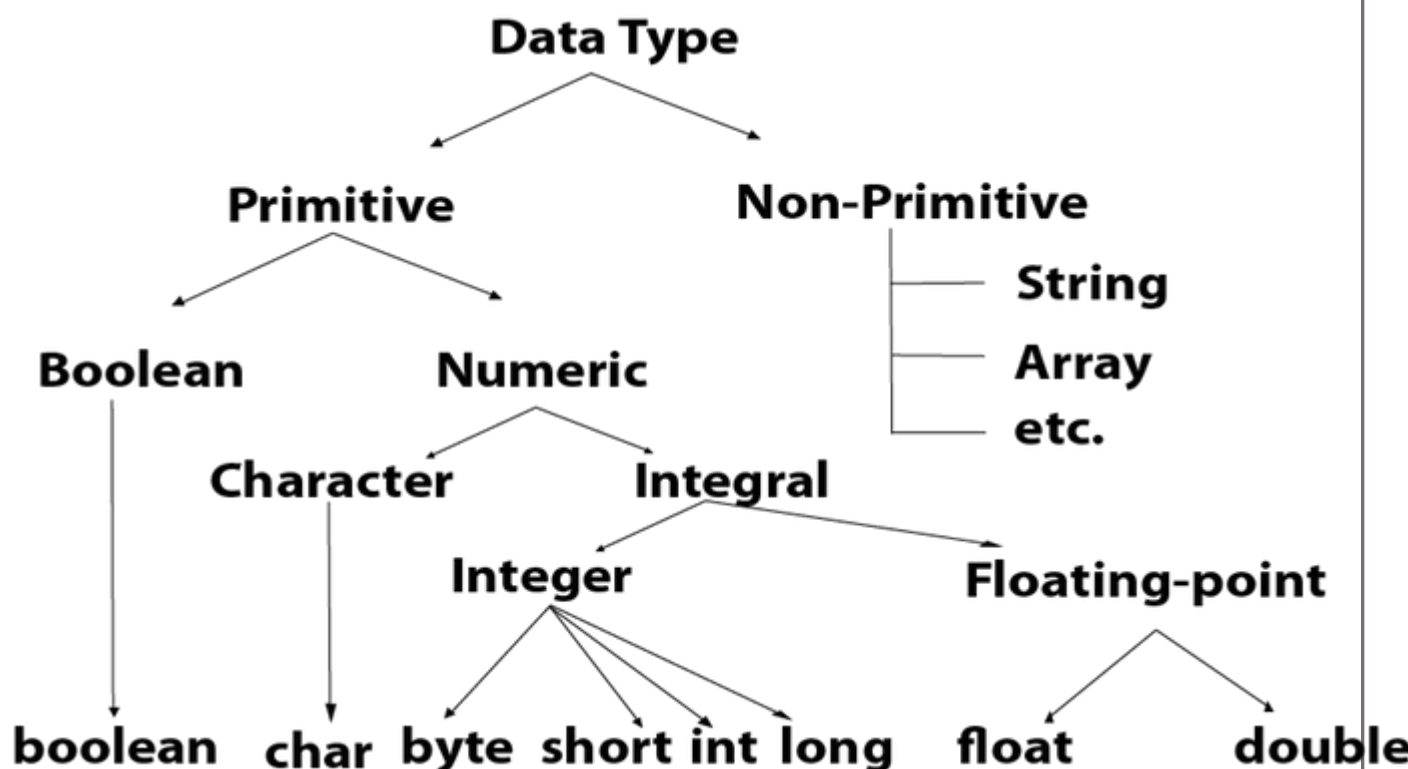 Data Type
Primitive
Non-Primitive
String
Array
etc.
Boolean
Numeric
Character
Integral
Integer
Floating-point
boolean char byte short int long float double